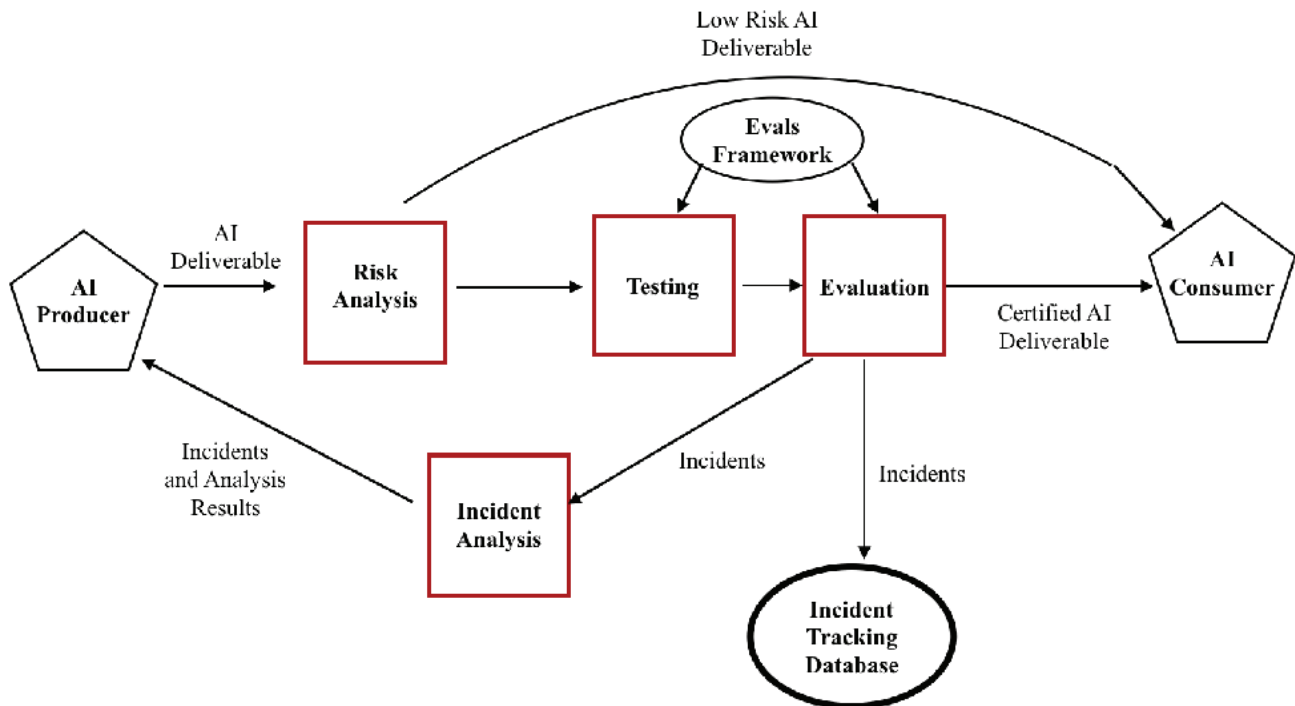 Low Risk AI
Deliverable
Evals
Framework
AI
Deliverable
AI
Producer
Risk
Analysis
Testing
Evaluation
AI
Consumer
Certified AI
Deliverable
Incidents
and Analysis
Results
Incident
Analysis
Incidents
Incidents
Incident
Tracking
Database